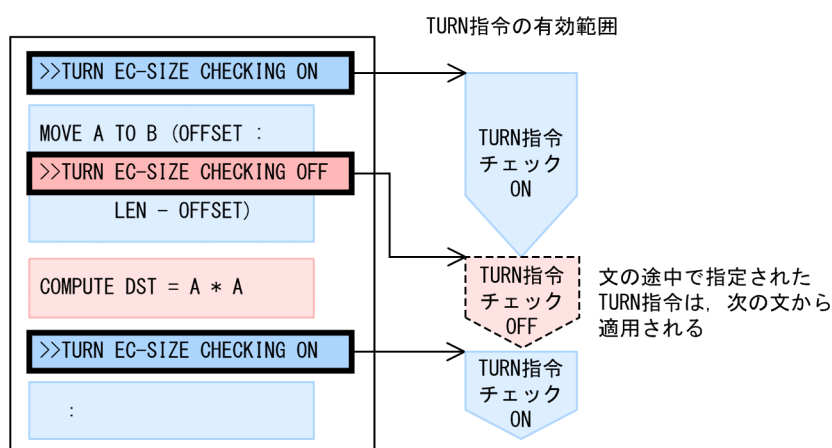 TURN指令の有効範囲
>>TURN EC-SIZE CHECKING ON
MOVE A TO B (OFFSET :
>>TURN EC-SIZE CHECKING OFF
LEN - OFFSET)
COMPUTE DST = A * A
>>TURN EC-SIZE CHECKING ON
:
TURN指令
チェック
ON
TURN指令
チェック
OFF
文の途中で指定された
TURN指令は，次の文から
適用される
TURN指令
チェック
ON